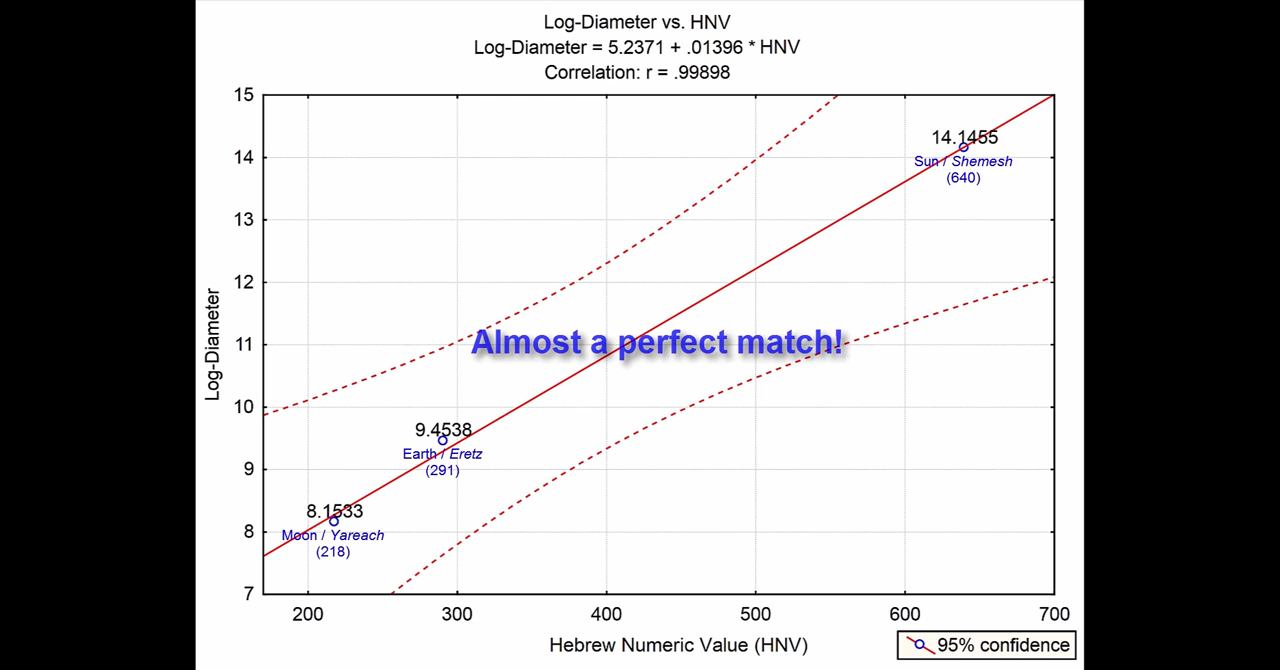 Log-Diameter vs. HNV
Log-Diameter = 5.2371 + .01396 * HNV
Correlation: r = .99898
15
14
13
12
11
10
9
8
7
Log-Diameter
14.1455
Sun / Shemesh
(640)
Almost a perfect match!
9.4538
Earth / Eretz
(291)
8.1533
Moon / Yareach
(218)
200 300 400 500 600 700
Hebrew Numeric Value (HNV)
95% confidence